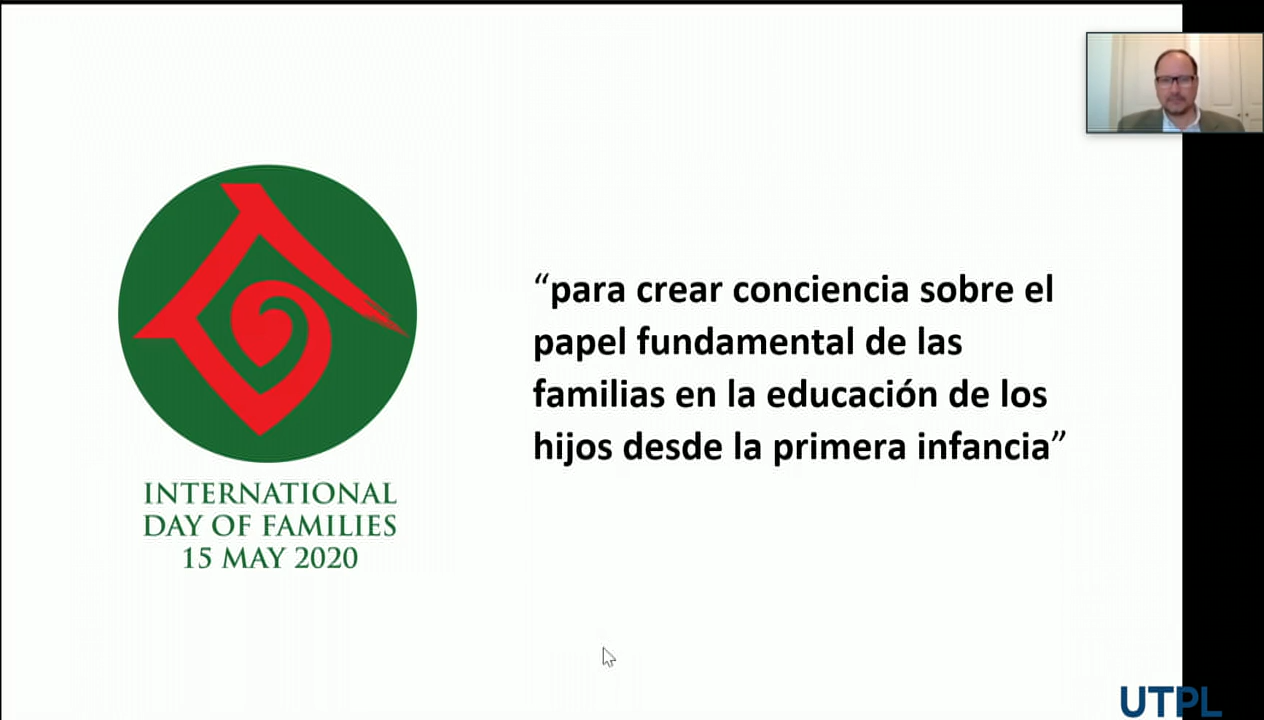 INTERNATIONAL
DAY OF FAMILIES
15 MAY 2020
“para crear conciencia sobre el
papel fundamental de las
familias en la educación de los
hijos desde la primera infancia”
UTPL